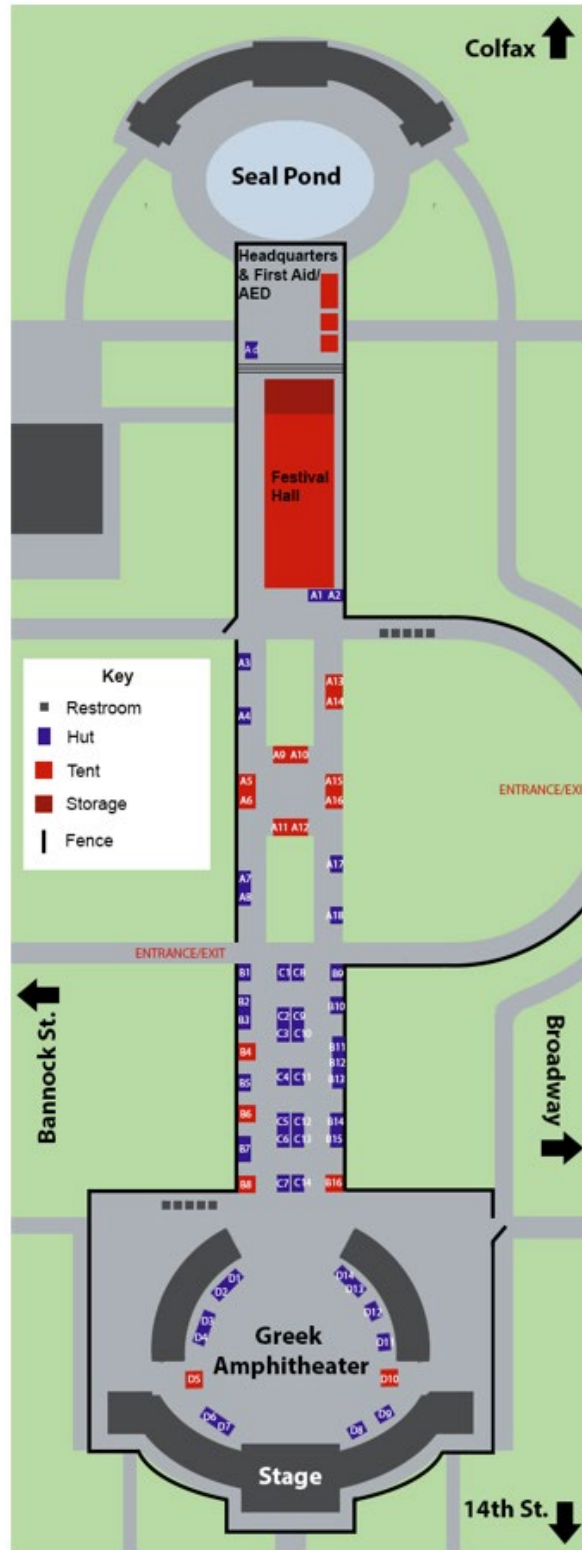 Colfax
Seal Pond
Headquarters
& First Aid/
AED
Festival
Hall
A1 A2
A3
A13
A14
Key
Restroom
Hut
Tent
Storage
Fence
A4
A9 A10
A5
A6
A15
A16
ENTRANCE/EXI
A11 A12
A17
A7
A8
A18
ENTRANCE/EXIT
B1
C1 C8
B9
B2
B10
B3
C2 C9
C3 C10
B4
B11
B12
B5
C4 C11
B13
Bannock St.
Broadway
B6
C5 C12
B14
B7
C6 C13
B15
B8
C7 C14
B16
D1
D2
D14
D13
D3
D4
D12
D11
Greek
Amphitheater
D5
D10
D6
D7
D9
D8
Stage
14th St.